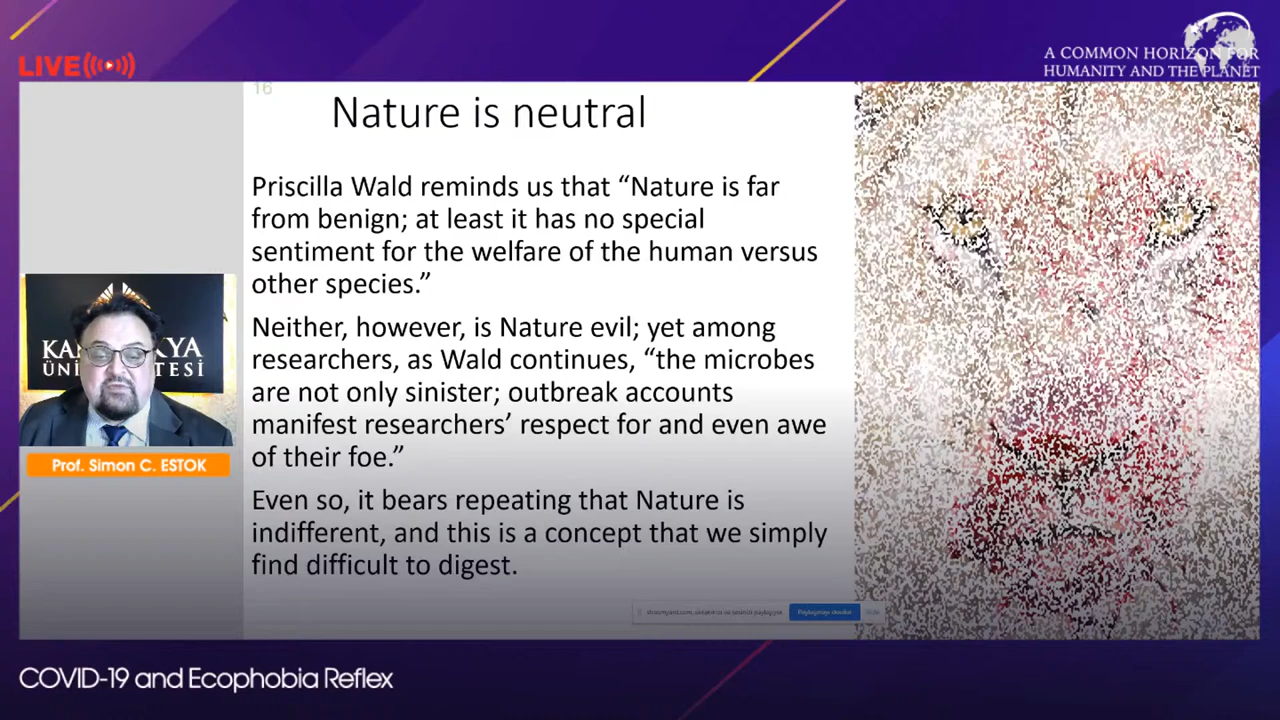 LIVE
A COMMON HORIZON FOR
HUMANITY AND THE PLANET
16
Nature is neutral
Priscilla Wald reminds us that “Nature is far
from benign; at least it has no special
sentiment for the welfare of the human versus
other species.”
Neither, however, is Nature evil; yet among
researchers, as Wald continues, “the microbes
are not only sinister; outbreak accounts
manifest researchers’ respect for and even awe
of their foe.”
Even so, it bears repeating that Nature is
indifferent, and this is a concept that we simply
find difficult to digest.
Prof. Simon C. ESTOK
COVID-19 and Ecophobia Reflex